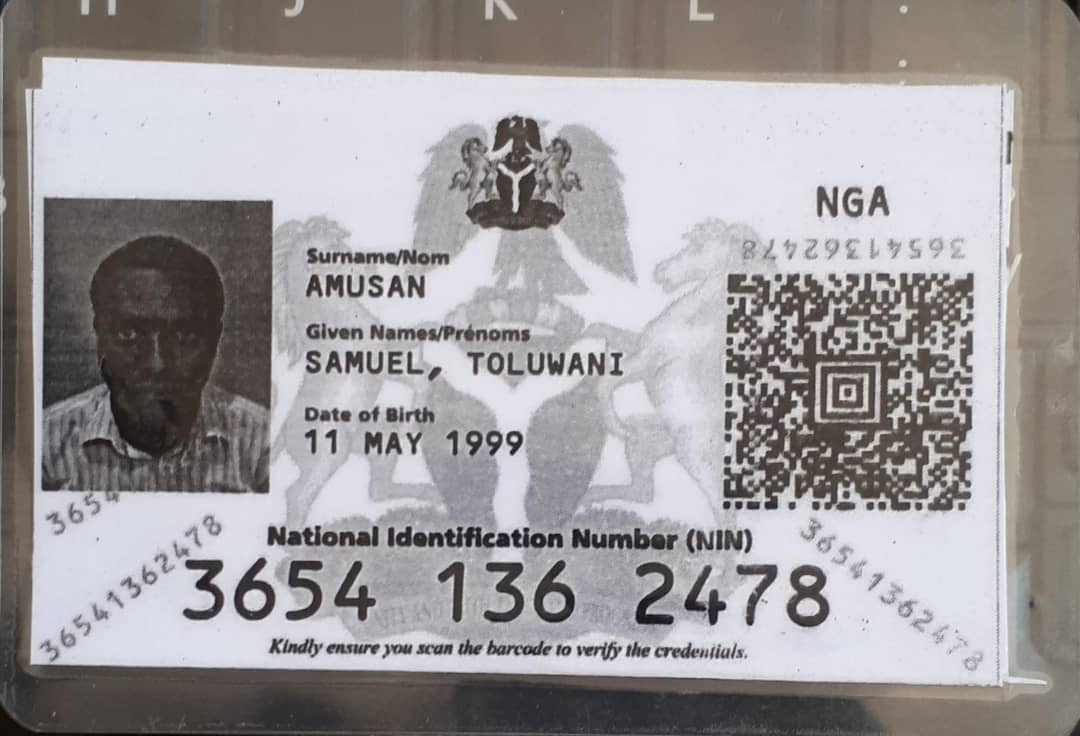 H J K L :
NGA
36541362478
Surname/Nom
AMUSAN
Given Names/Prénoms
SAMUEL, TOLUWANI
Date of Birth
11 MAY 1999
3654
36541362478
36541362478
National Identification Number (NIN)
3654 136 2478
Kindly ensure you scan the barcode to verify the credentials.